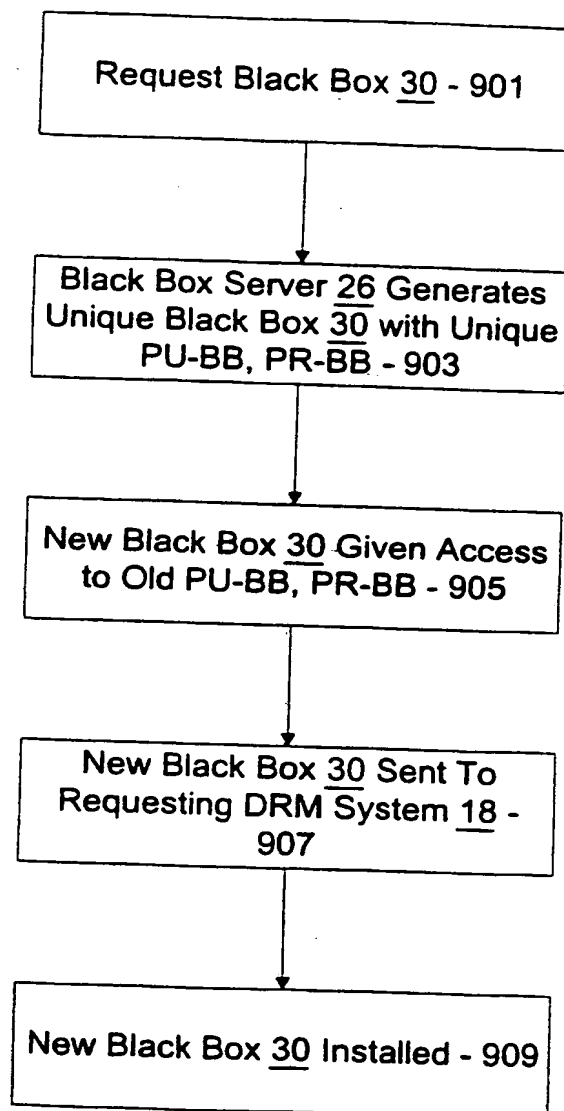 Request Black Box 30 - 901
Black Box Server 26 Generates
Unique Black Box 30 with Unique
PU-BB, PR-BB - 903
New Black Box 30 Given Access
to Old PU-BB, PR-BB - 905
New Black Box 30 Sent To
Requesting DRM System 18 -
907
New Black Box 30 Installed - 909